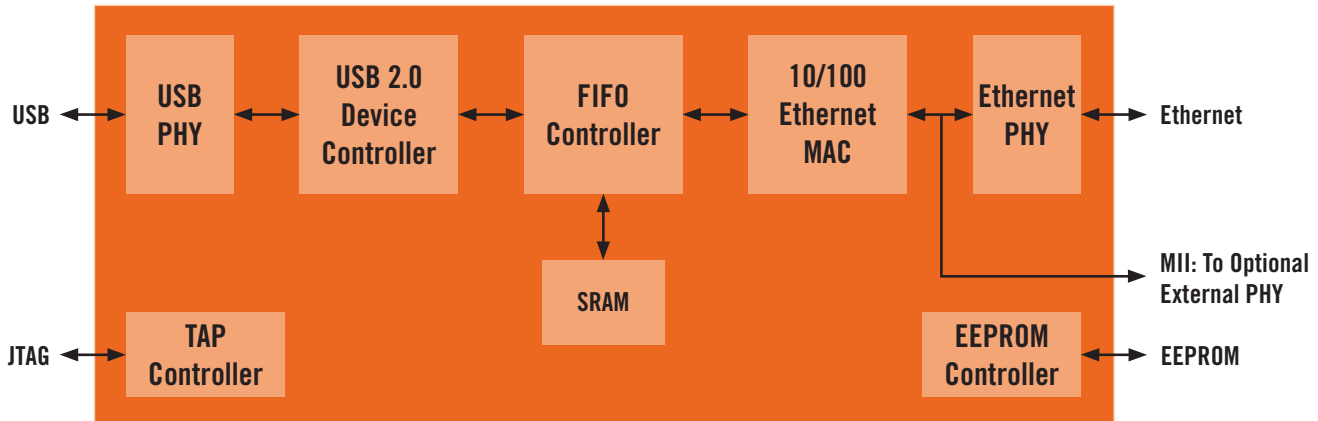 USB
USB
PHY
USB 2.0
Device
Controller
FIFO
Controller
10/100
Ethernet
MAC
Ethernet
PHY
Ethernet
SRAM
MII: To Optional
External PHY
JTAG
TAP
Controller
EEPROM
Controller
EEPROM